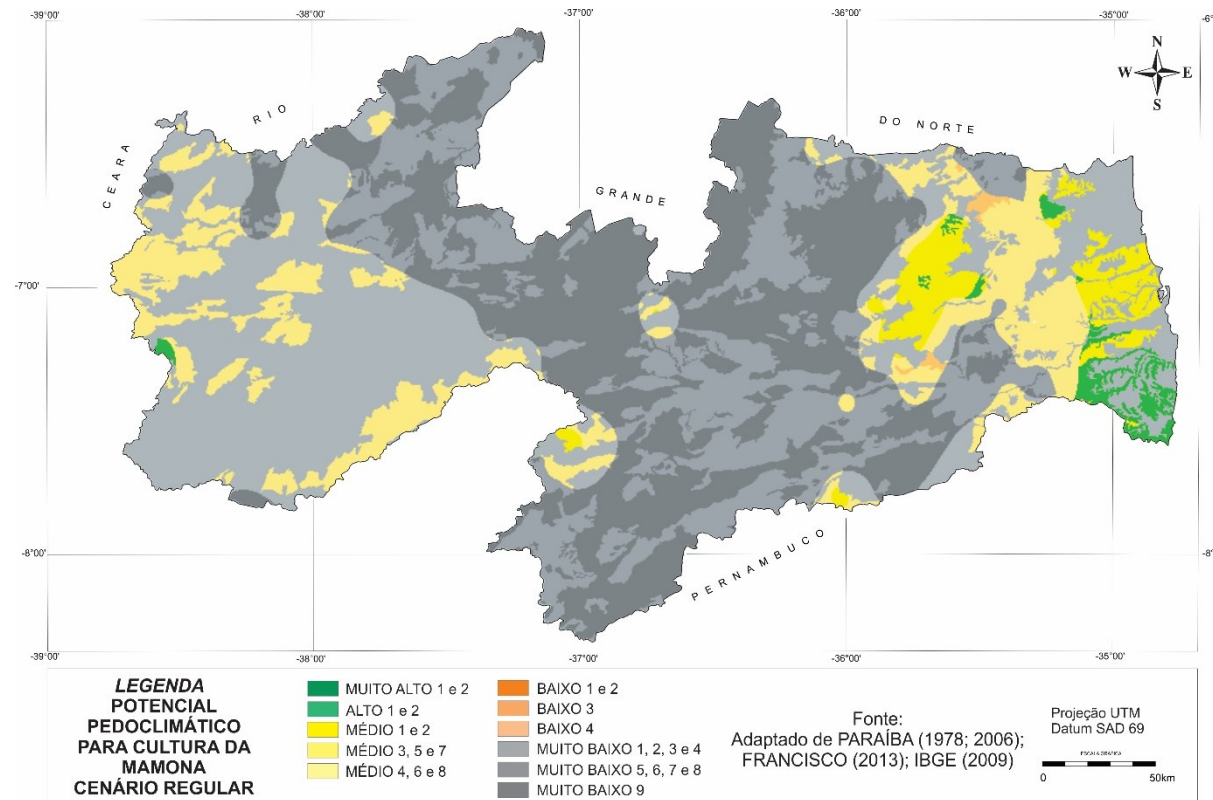 -39°00'
-38°00'
-37°00'
-36°00'
-35°00'
-6°
N
W E
S
RIO
DO NORTE
CEARA
GRANDE
-7°00'
-8°00'
-8°
PERNAMBUCO
-39°00'
-38°00'
-37°00'
-36°00'
-35°00'
LEGENDA
POTENCIAL
PEDOCLIMÁTICO
PARA CULTURA DA
MAMONA
CENÁRIO REGULAR
MUITO ALTO 1 e 2
ALTO 1 e 2
MÉDIO 1 e 2
MÉDIO 3, 5 e 7
MÉDIO 4, 6 e 8
BAIXO 1 e 2
BAIXO 3
BAIXO 4
MUITO BAIXO 1, 2, 3 e 4
MUITO BAIXO 5, 6, 7 e 8
MUITO BAIXO 9
Fonte:
Adaptado de PARAÍBA (1978; 2006);
FRANCISCO (2013); IBGE (2009)
Projeção UTM
Datum SAD 69
ESCALA GRÁFICA
0 50km